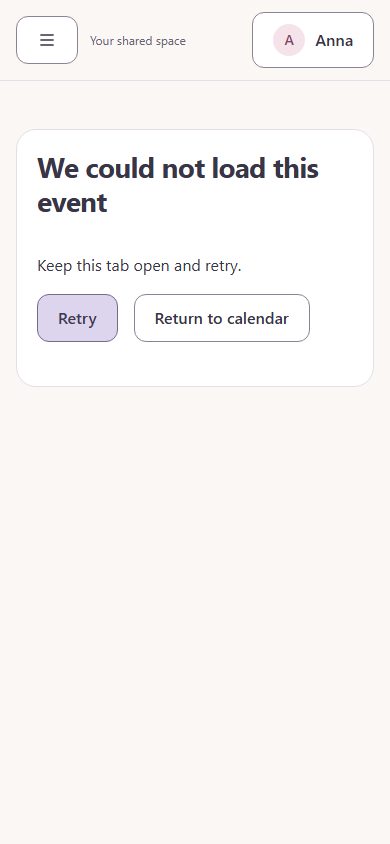 Your shared space
A
Anna
We could not load this
event
Keep this tab open and retry.
Retry
Return to calendar